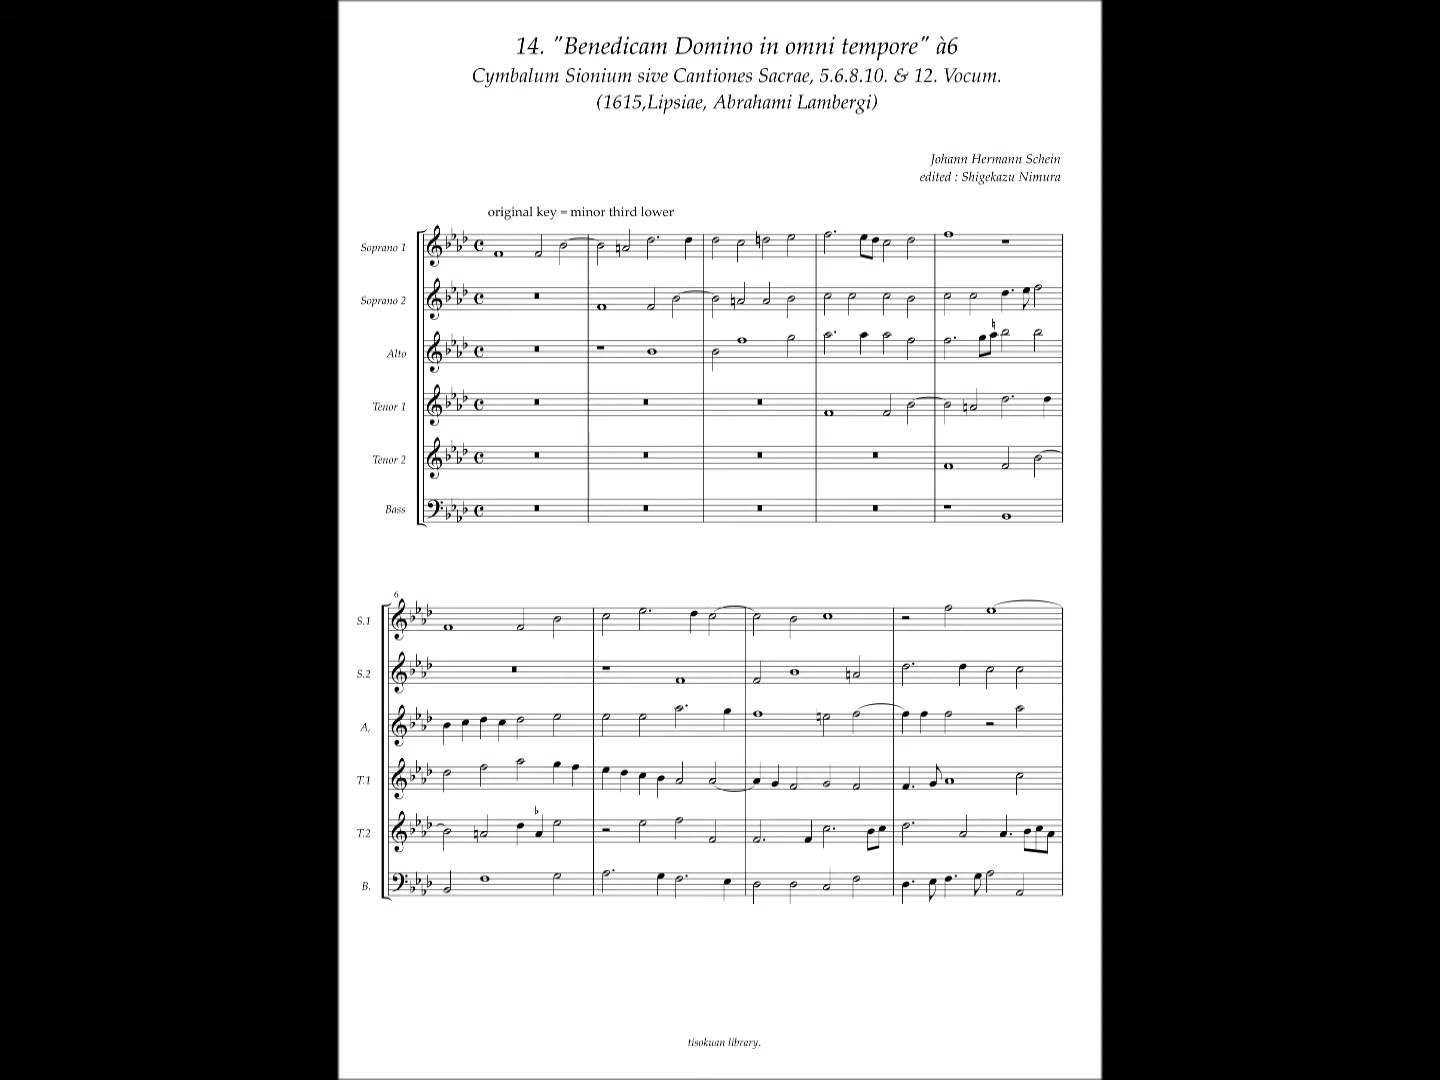 14. "Benedicam Domino in omni tempore" à6
Cymbalum Sionium sive Cantiones Sacrae, 5.6.8.10. & 12. Vocum.
(1615,Lipsiae, Abrahami Lambergi)
Johann Hermann Schein
edited : Shigekazu Nimura
original key = minor third lower
Soprano 1
Soprano 2
Alto
Tenor 1
Tenor 2
Bass
6
S.1
S.2
A,
T.1
T.2
B.
tisokuan library.